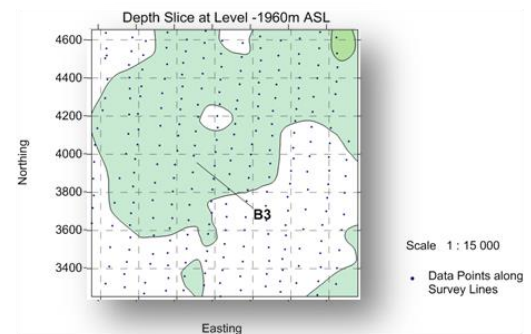 Depth Slice at Level -1960m ASL
4600
4400
4200
4000
3800
3600
3400
Northing
B3
Scale 1 : 15 000
Data Points along
Survey Lines
Easting